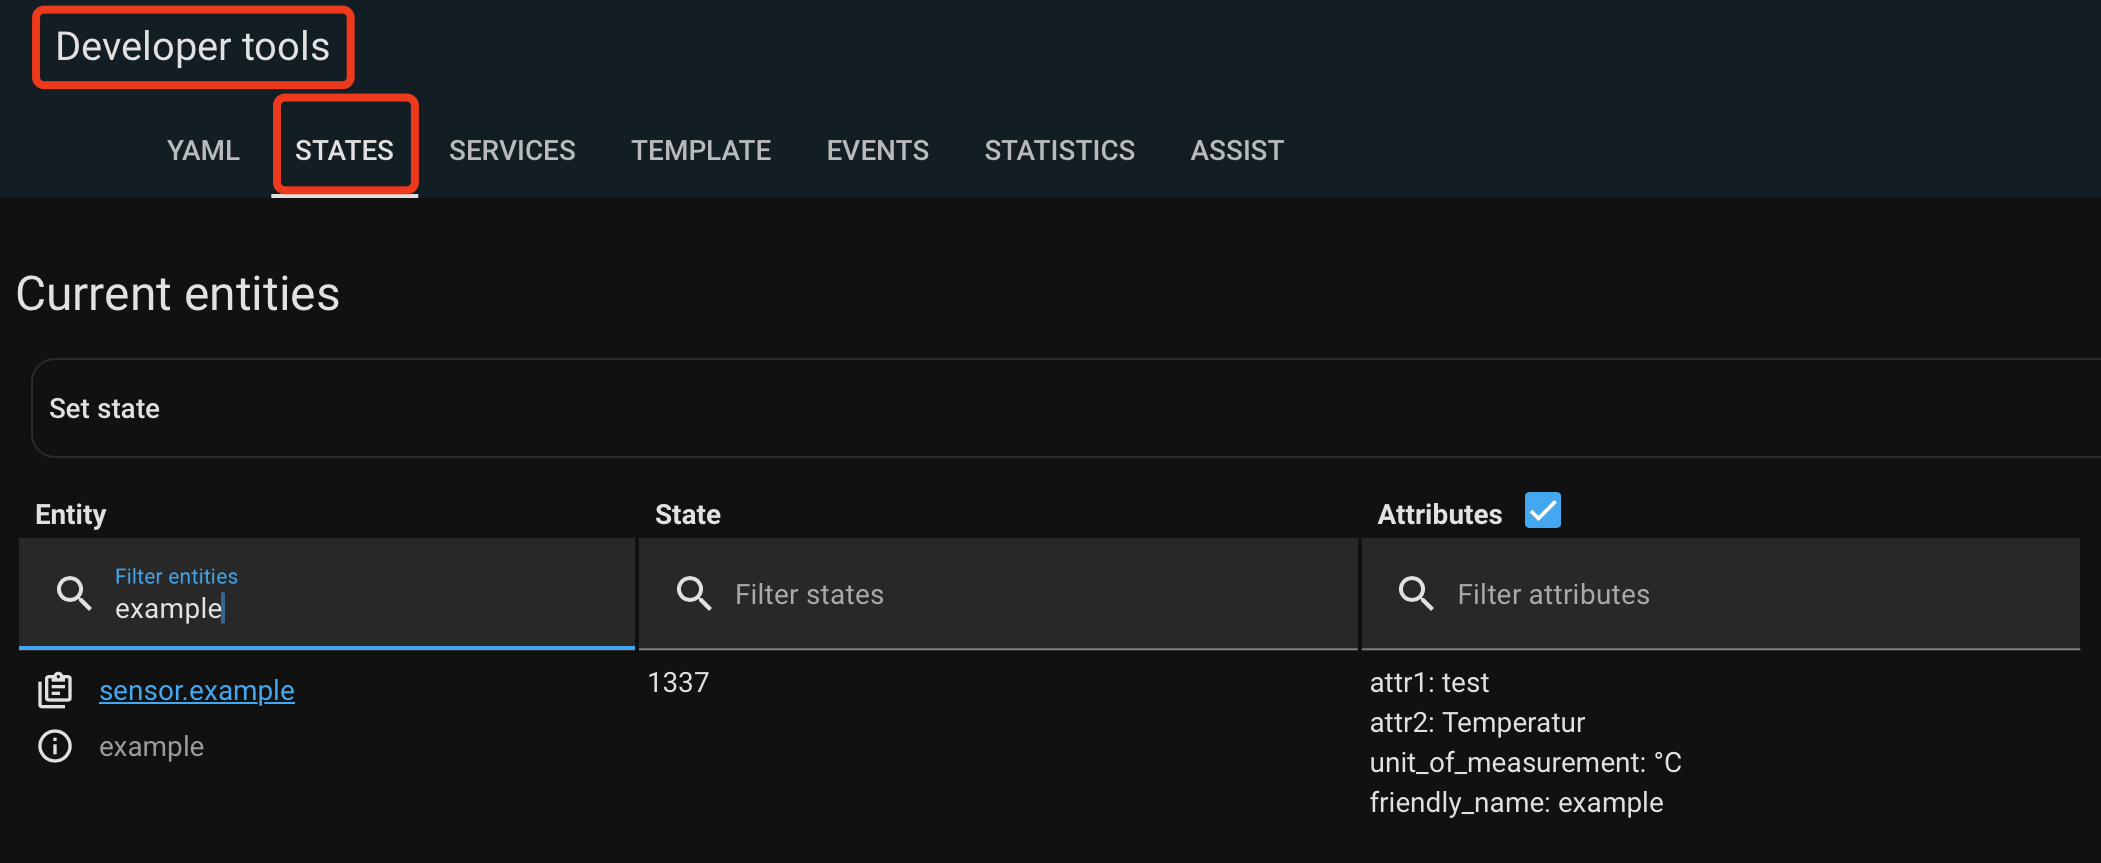 Developer tools
YAML STATES SERVICES TEMPLATE EVENTS STATISTICS ASSIST
Current entities
Set state
Entity State Attributes
Filter entities
example Filter states Filter attributes
sensor.example 1337 attr1: test
attr2: Temperatur
example unit_of_measurement: °C
friendly_name: example